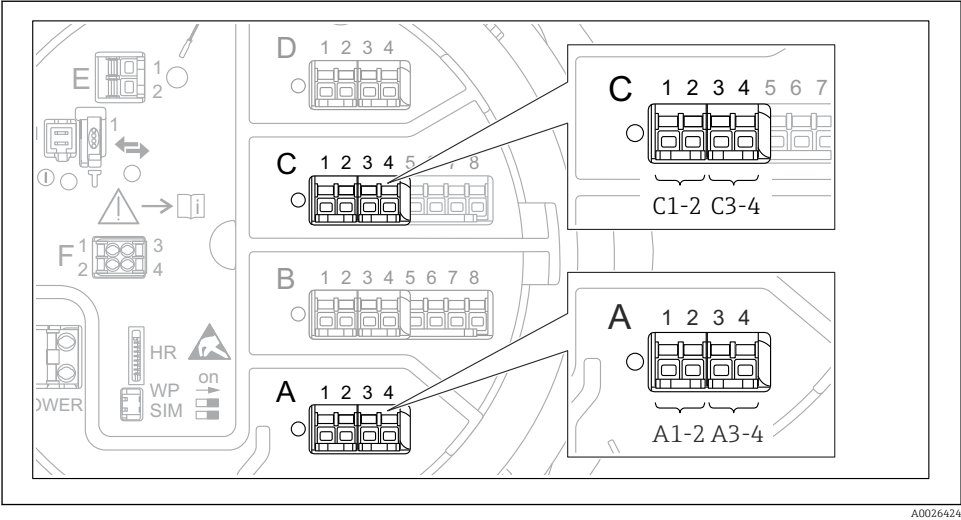 E
1
2
1
F
1
2
3
4
HR
WP
SIM
on
OWER
i
D
1 2 3 4
C
1 2 3 4 5 6 7 8
B
1 2 3 4 5 6 7 8
A
1 2 3 4
C
1 2 3 4 5 6 7
C1-2 C3-4
A
1 2 3 4
A1-2 A3-4
A0026424